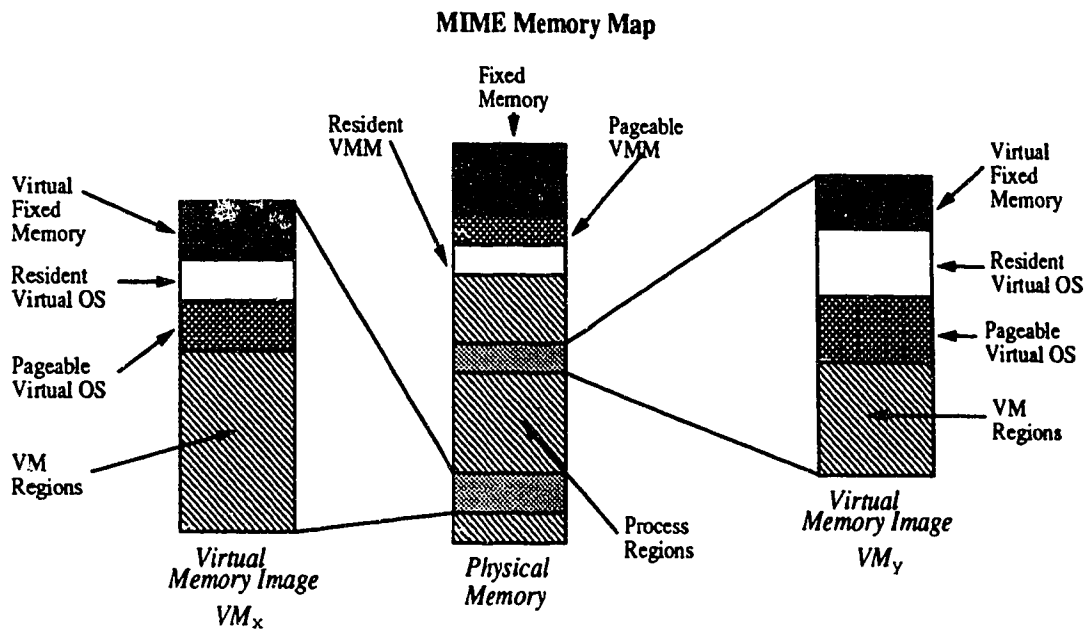 MIME Memory Map
Fixed
Memory
Resident
VMM
Pageable
VMM
Virtual
Fixed
Memory
Resident
Virtual OS
Pageable
Virtual OS
VM
Regions
Virtual
Memory Image
VMx
Process
Regions
Physical
Memory
Virtual
Fixed
Memory
Resident
Virtual OS
Pageable
Virtual OS
VM
Regions
Virtual
Memory Image
VMY